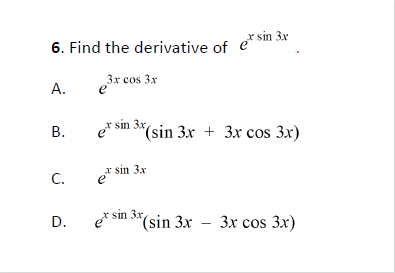 6. Find the derivative of e^{x sin 3x} .
A. e^{3x cos 3x}
B. e^{x sin 3x}(sin 3x + 3x cos 3x)
C. e^{x sin 3x}
D. e^{x sin 3x}(sin 3x − 3x cos 3x)